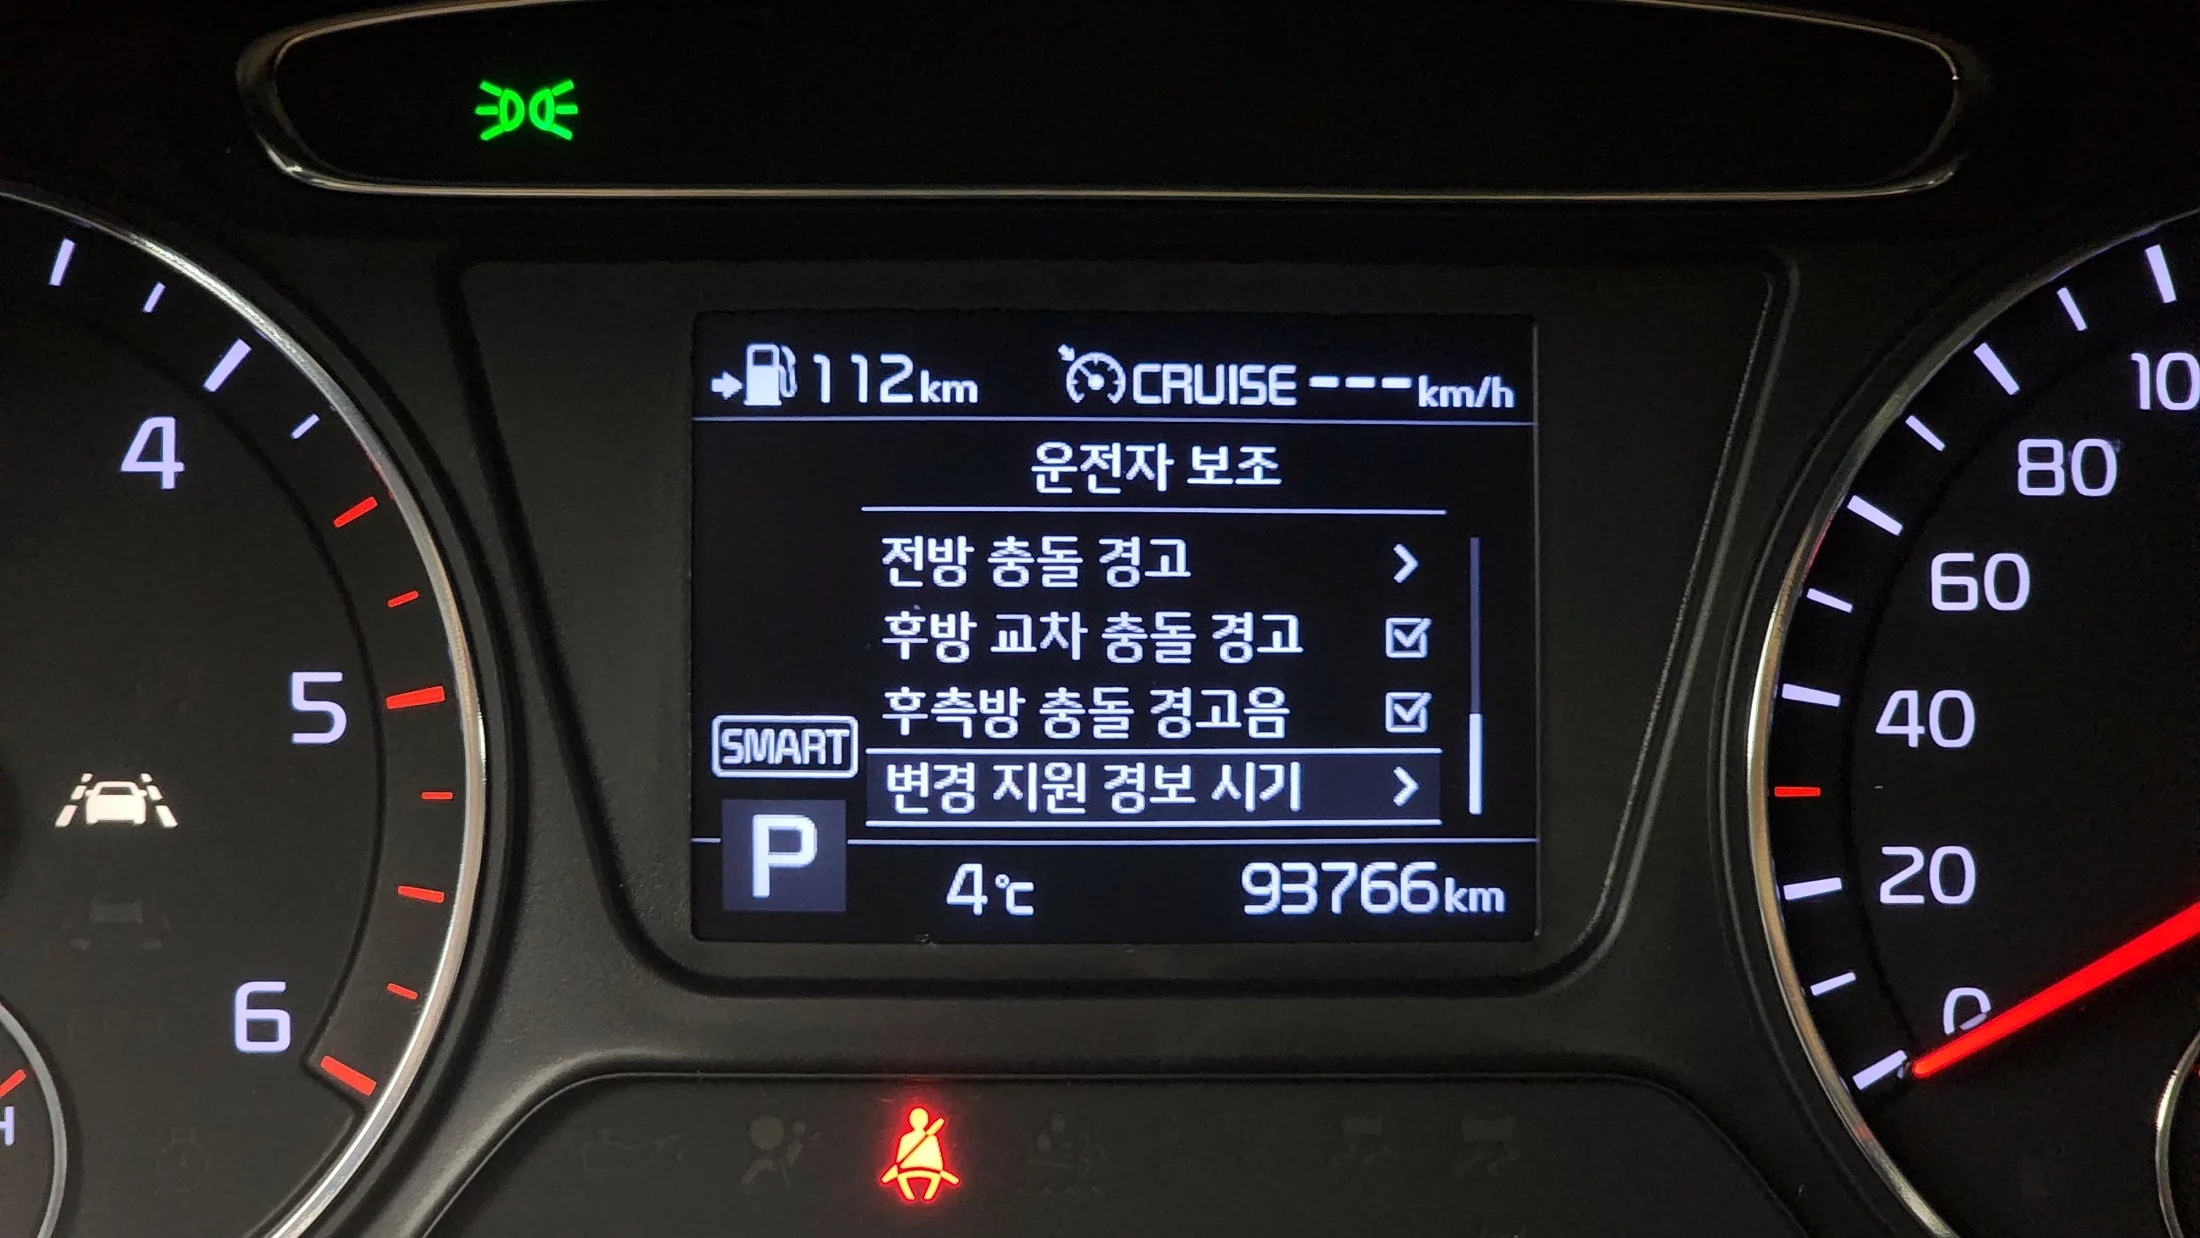 112km CRUISE ---km/h
운전자 보조
전방 충돌 경고
후방 교차 충돌 경고
후측방 충돌 경고음
SMART
변경 지원 경보 시기
P
4℃ 93766km
4
5
6
H
10
80
60
40
20
0